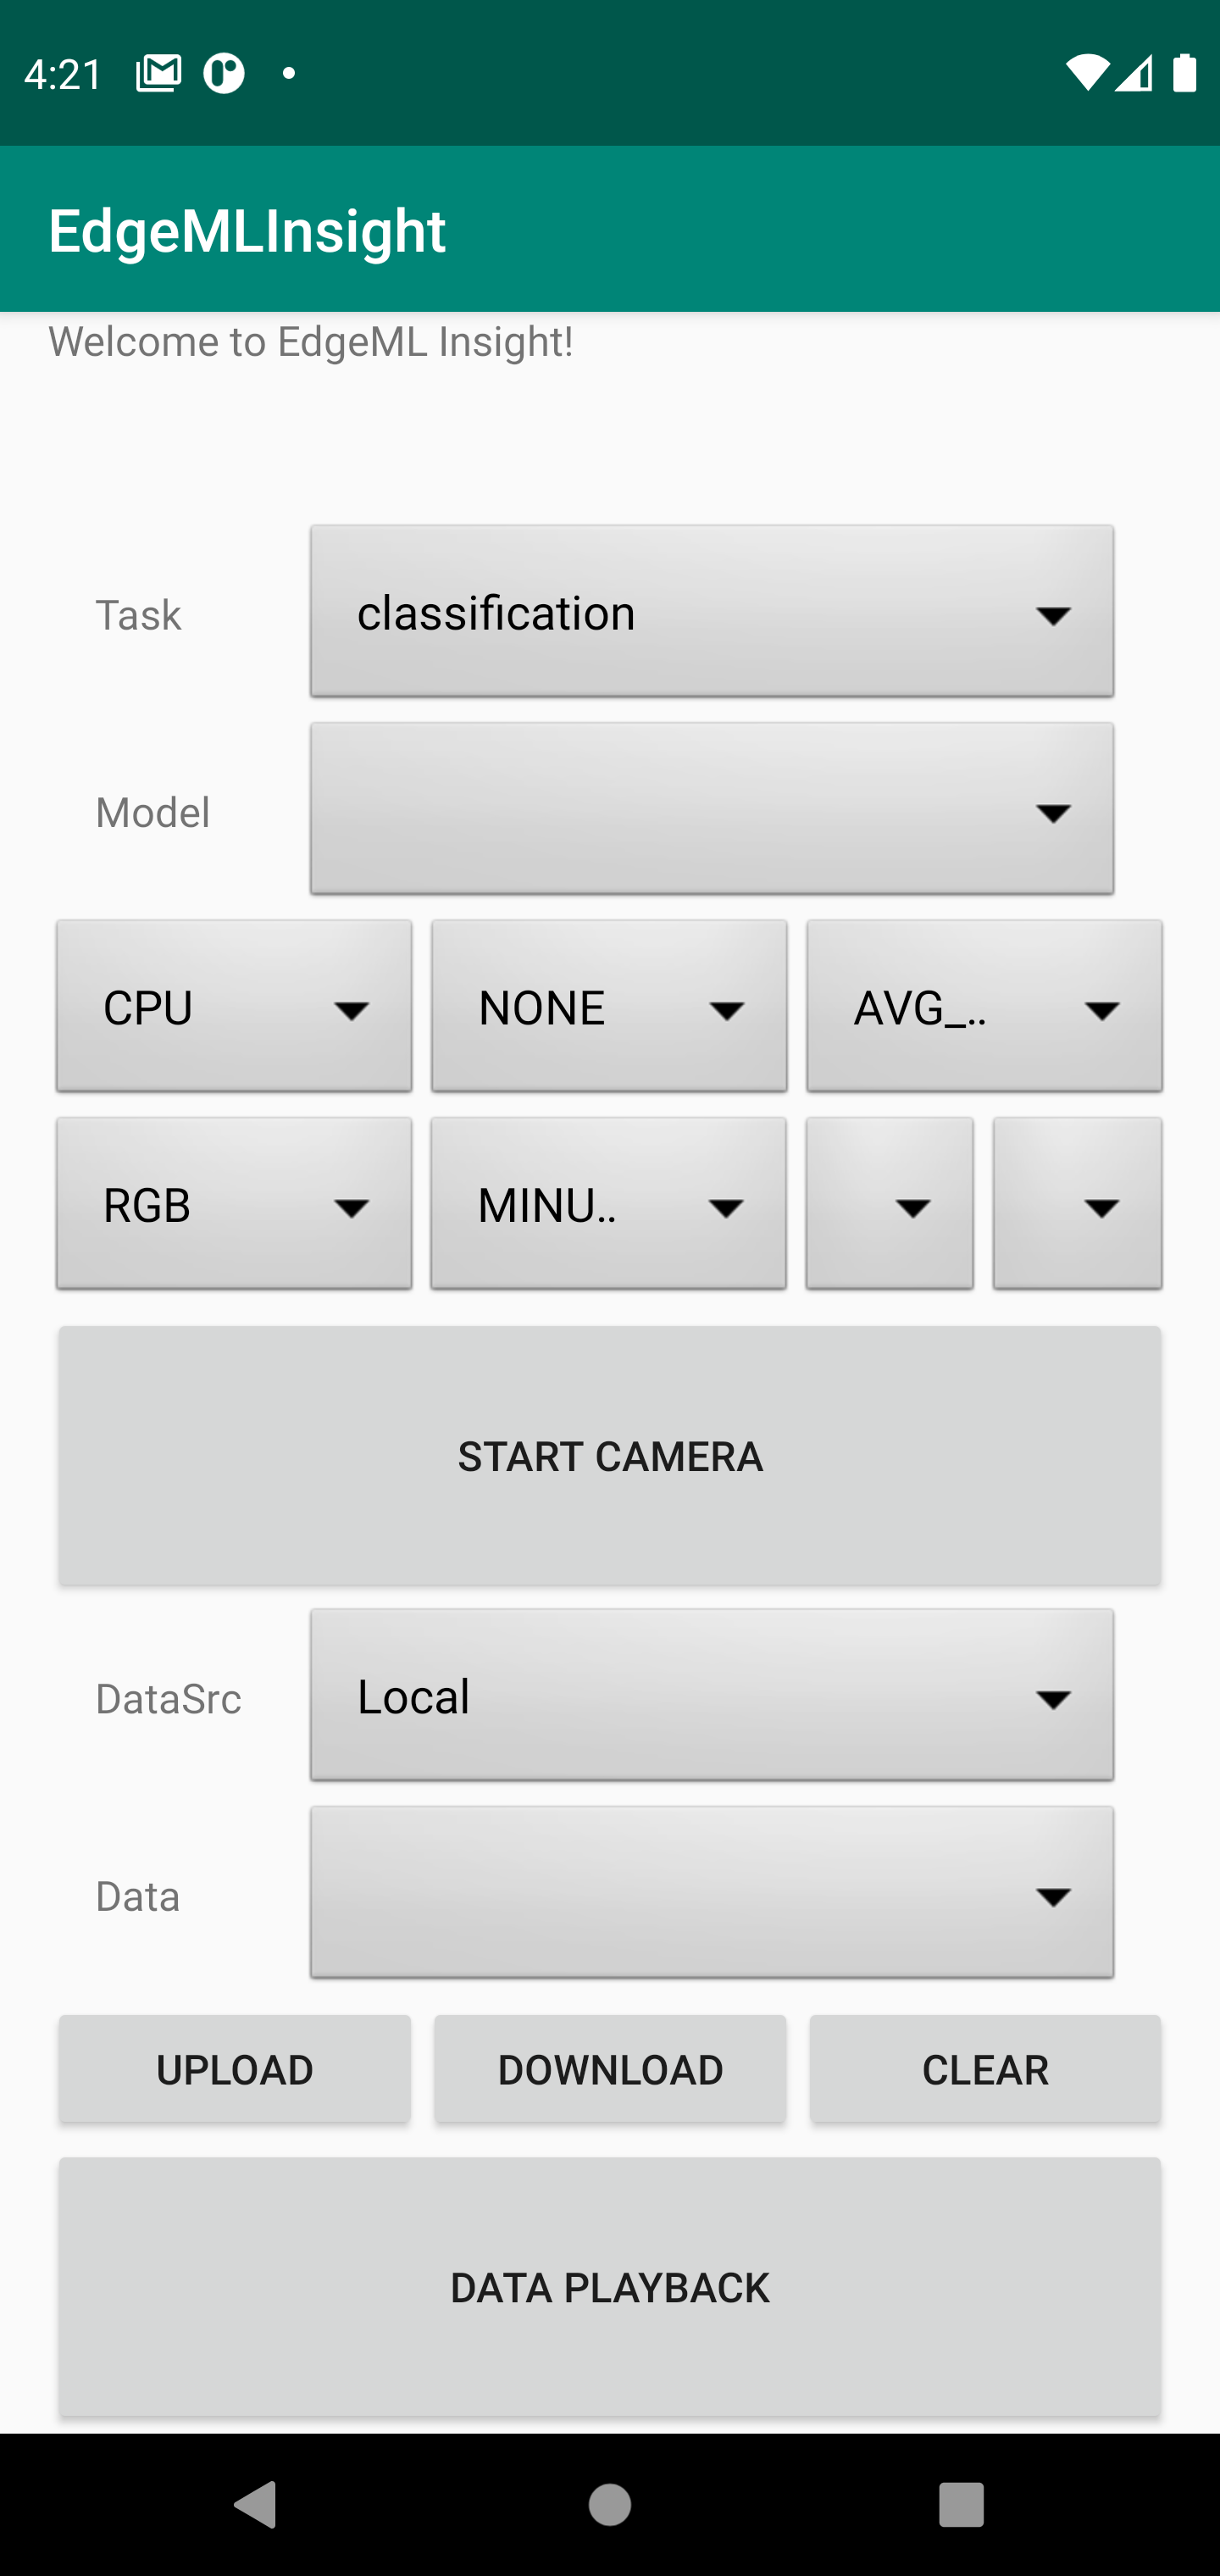 4:21
EdgeMLInsight
Welcome to EdgeML Insight!
Task
classification
Model
CPU
NONE
AVG_..
RGB
MINU..
START CAMERA
DataSrc
Local
Data
UPLOAD
DOWNLOAD
CLEAR
DATA PLAYBACK